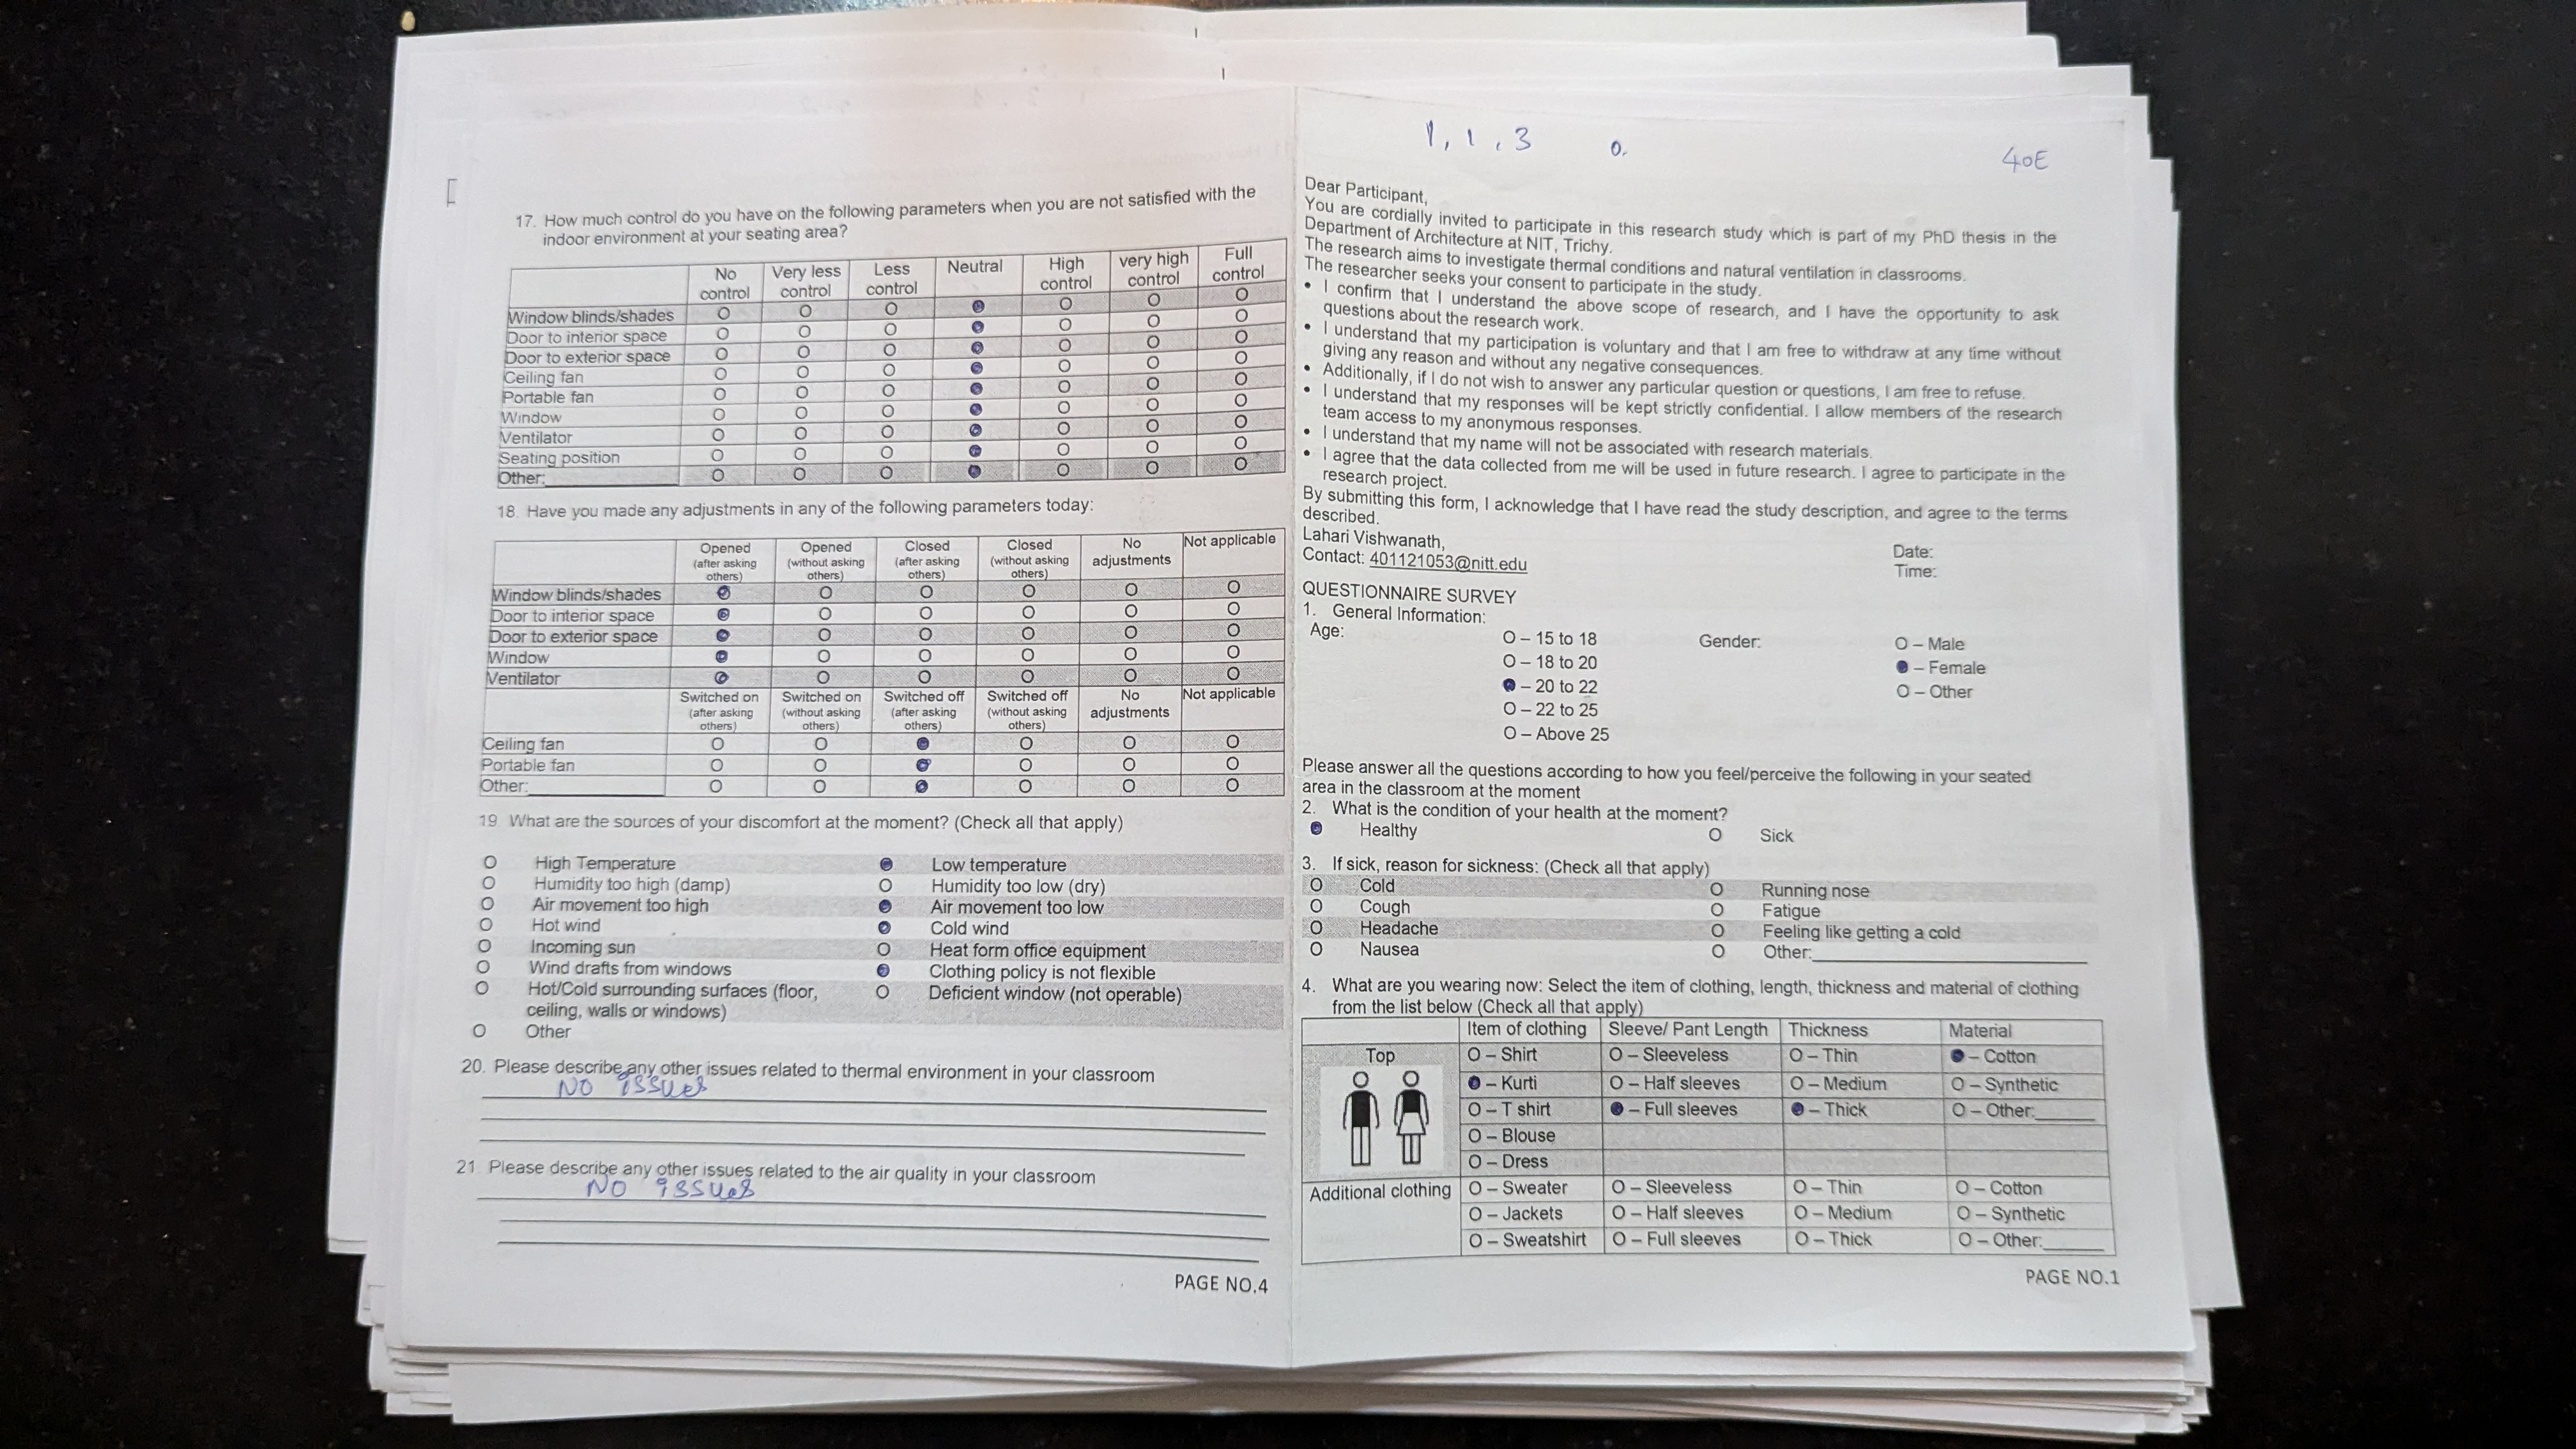 17. How much control do you have on the following parameters when you are not satisfied with the
indoor environment at your seating area?
No control Very less control Less control Neutral High control very high control Full control
Window blinds/shades O O O ● O O O
Door to interior space O O O ● O O O
Door to exterior space O O O ● O O O
Ceiling fan O O O ● O O O
Portable fan O O O ● O O O
Window O O O ● O O O
Ventilator O O O ● O O O
Seating position O O O ● O O O
Other:__________ O O O ● O O O
18. Have you made any adjustments in any of the following parameters today:
Opened (after asking others) Opened (without asking others) Closed (after asking others) Closed (without asking others) No adjustments Not applicable
Window blinds/shades ● O O O O O
Door to interior space ● O O O O O
Door to exterior space ● O O O O O
Window ● O O O O O
Ventilator ● O O O O O
Switched on (after asking others) Switched on (without asking others) Switched off (after asking others) Switched off (without asking others) No adjustments Not applicable
Ceiling fan O O ● O O O
Portable fan O O ● O O O
Other:__________ O O ● O O O
19. What are the sources of your discomfort at the moment? (Check all that apply)
O High Temperature ● Low temperature
O Humidity too high (damp) O Humidity too low (dry)
O Air movement too high ● Air movement too low
O Hot wind ● Cold wind
O Incoming sun O Heat form office equipment
O Wind drafts from windows ● Clothing policy is not flexible
O Hot/Cold surrounding surfaces (floor, O Deficient window (not operable)
ceiling, walls or windows)
O Other
20. Please describe any other issues related to thermal environment in your classroom
NO issues
21. Please describe any other issues related to the air quality in your classroom
NO issues
PAGE NO.4
1, 1, 3 0. 40E
Dear Participant,
You are cordially invited to participate in this research study which is part of my PhD thesis in the
Department of Architecture at NIT, Trichy.
The research aims to investigate thermal conditions and natural ventilation in classrooms.
The researcher seeks your consent to participate in the study.
• I confirm that I understand the above scope of research, and I have the opportunity to ask
questions about the research work.
• I understand that my participation is voluntary and that I am free to withdraw at any time without
giving any reason and without any negative consequences.
• Additionally, if I do not wish to answer any particular question or questions, I am free to refuse.
• I understand that my responses will be kept strictly confidential. I allow members of the research
team access to my anonymous responses.
• I understand that my name will not be associated with research materials.
• I agree that the data collected from me will be used in future research. I agree to participate in the
research project.
By submitting this form, I acknowledge that I have read the study description, and agree to the terms
described.
Lahari Vishwanath, Date:
Contact: 401121053@nitt.edu Time:
QUESTIONNAIRE SURVEY
1. General Information:
Age: O – 15 to 18 Gender: O – Male
O – 18 to 20 ● – Female
● – 20 to 22 O – Other
O – 22 to 25
O – Above 25
Please answer all the questions according to how you feel/perceive the following in your seated
area in the classroom at the moment
2. What is the condition of your health at the moment?
● Healthy O Sick
3. If sick, reason for sickness: (Check all that apply)
O Cold O Running nose
O Cough O Fatigue
O Headache O Feeling like getting a cold
O Nausea O Other:__________
4. What are you wearing now: Select the item of clothing, length, thickness and material of clothing
from the list below (Check all that apply)
Item of clothing Sleeve/ Pant Length Thickness Material
Top O – Shirt O – Sleeveless O – Thin ● – Cotton
● – Kurti O – Half sleeves O – Medium O – Synthetic
O – T shirt ● – Full sleeves ● – Thick O – Other:_____
O – Blouse
O – Dress
Additional clothing O – Sweater O – Sleeveless O – Thin O – Cotton
O – Jackets O – Half sleeves O – Medium O – Synthetic
O – Sweatshirt O – Full sleeves O – Thick O – Other:_____
PAGE NO.1